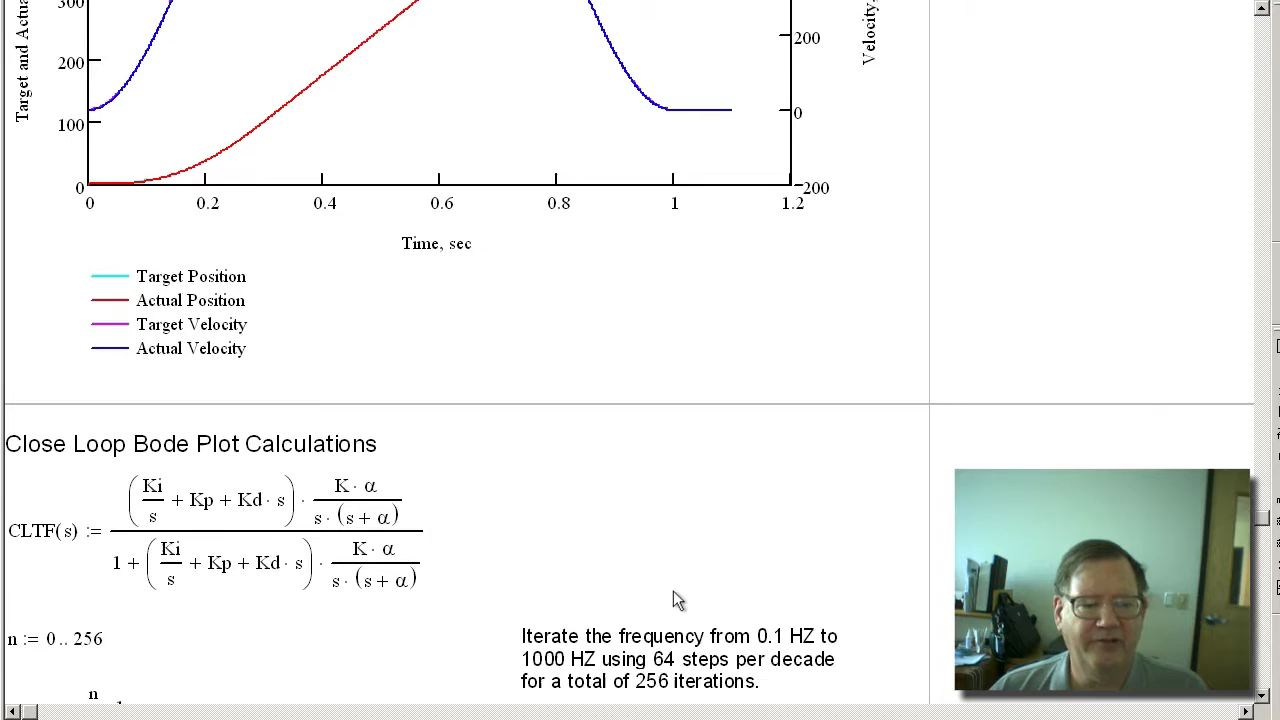 300
200
100
0
Target and Actua
200
0
-200
Velocity,
0 0.2 0.4 0.6 0.8 1 1.2
Time, sec
Target Position
Actual Position
Target Velocity
Actual Velocity
Close Loop Bode Plot Calculations
CLTF(s) := ((Ki/s + Kp + Kd · s) · (K · α)/(s · (s + α))) / (1 + (Ki/s + Kp + Kd · s) · (K · α)/(s · (s + α)))
n := 0 .. 256
Iterate the frequency from 0.1 HZ to
1000 HZ using 64 steps per decade
for a total of 256 iterations.
n